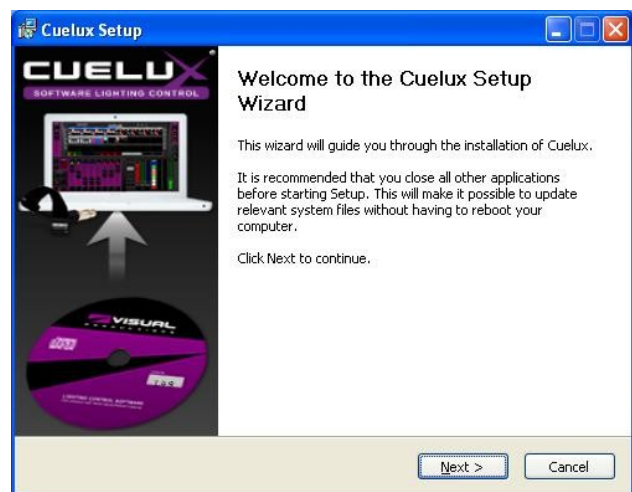 Cuelux Setup
CUELUX
SOFTWARE LIGHTING CONTROL
Welcome to the Cuelux Setup
Wizard
This wizard will guide you through the installation of Cuelux.
It is recommended that you close all other applications
before starting Setup. This will make it possible to update
relevant system files without having to reboot your
computer.
Click Next to continue.
VISUAL
PRODUCTIONS
Next >
Cancel